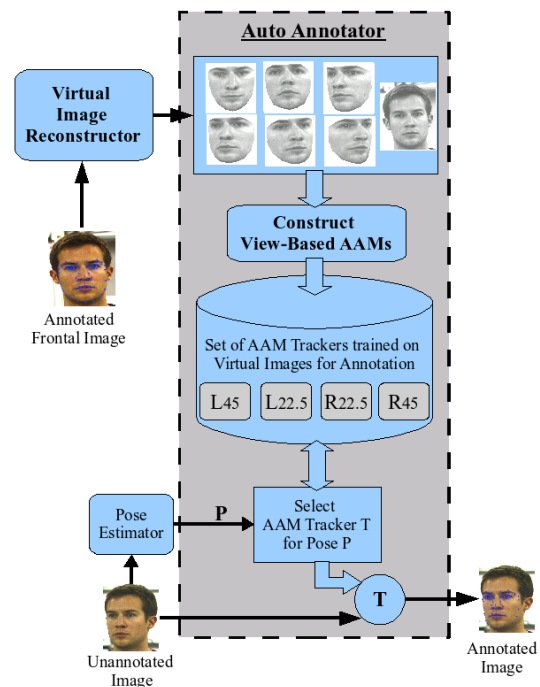 Auto Annotator
Virtual
Image
Reconstructor
Annotated
Frontal Image
Construct
View-Based AAMs
Set of AAM Trackers trained on
Virtual Images for Annotation
L45
L22.5
R22.5
R45
Pose
Estimator
P
Select
AAM Tracker T
for Pose P
T
Unannotated
Image
Annotated
Image